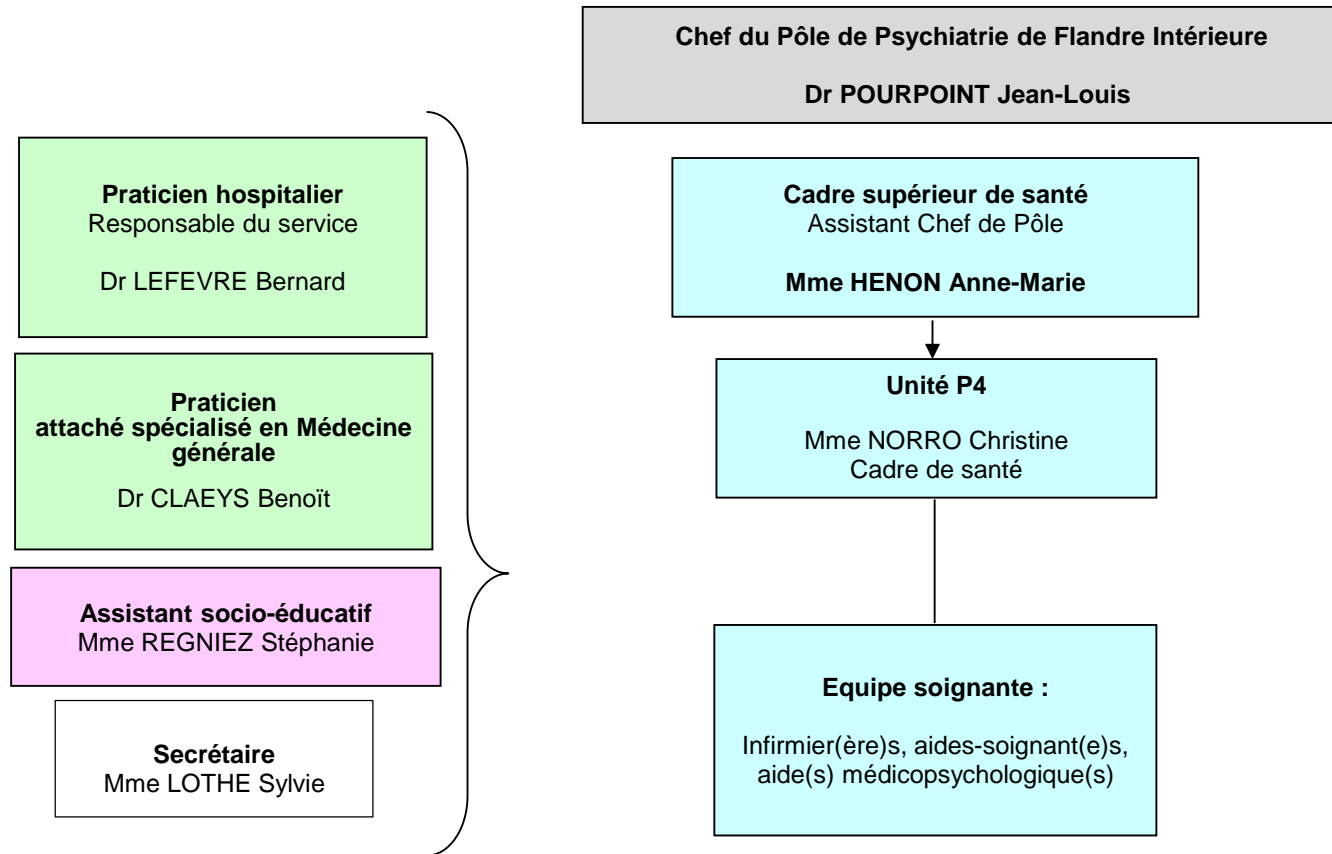 Chef du Pôle de Psychiatrie de Flandre Intérieure
Dr POURPOINT Jean-Louis
Praticien hospitalier
Responsable du service
Dr LEFEVRE Bernard
Praticien
attaché spécialisé en Médecine
générale
Dr CLAEYS Benoït
Assistant socio-éducatif
Mme REGNIEZ Stéphanie
Secrétaire
Mme LOTHE Sylvie
Cadre supérieur de santé
Assistant Chef de Pôle
Mme HENON Anne-Marie
Unité P4
Mme NORRO Christine
Cadre de santé
Equipe soignante :
Infirmier(ère)s, aides-soignant(e)s,
aide(s) médicopsychologique(s)